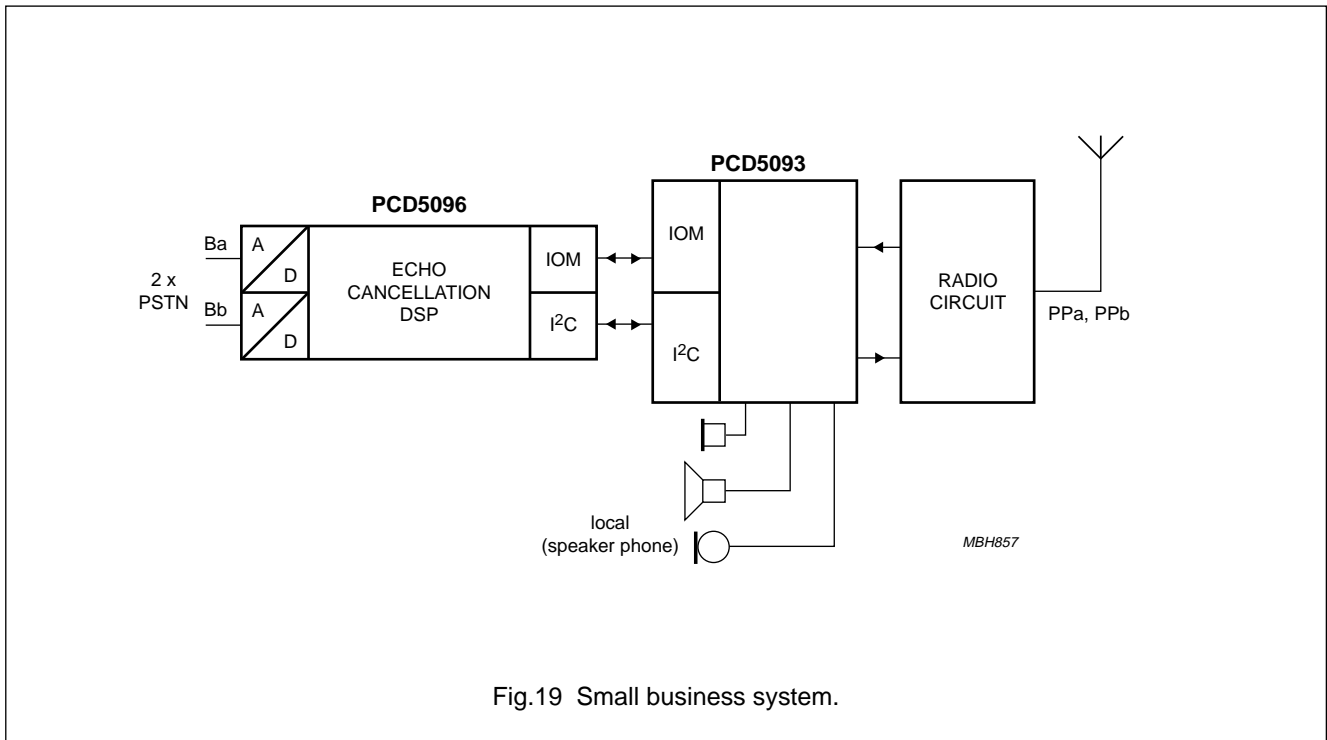 PCD5093
PCD5096
Ba
A
D
2 x
PSTN
Bb
A
D
ECHO
CANCELLATION
DSP
IOM
I²C
IOM
I²C
RADIO
CIRCUIT
PPa, PPb
local
(speaker phone)
MBH857
Fig.19 Small business system.